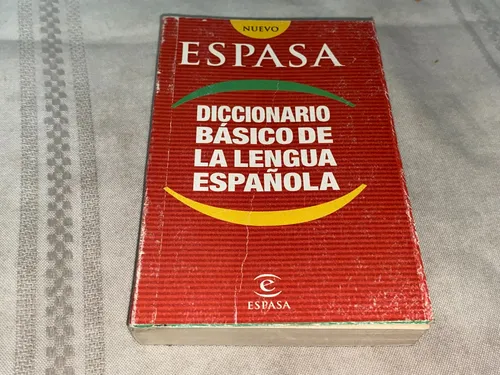 NUEVO
ESPASA
DICCIONARIO
BÁSICO DE
LA LENGUA
ESPAÑOLA
e
ESPASA